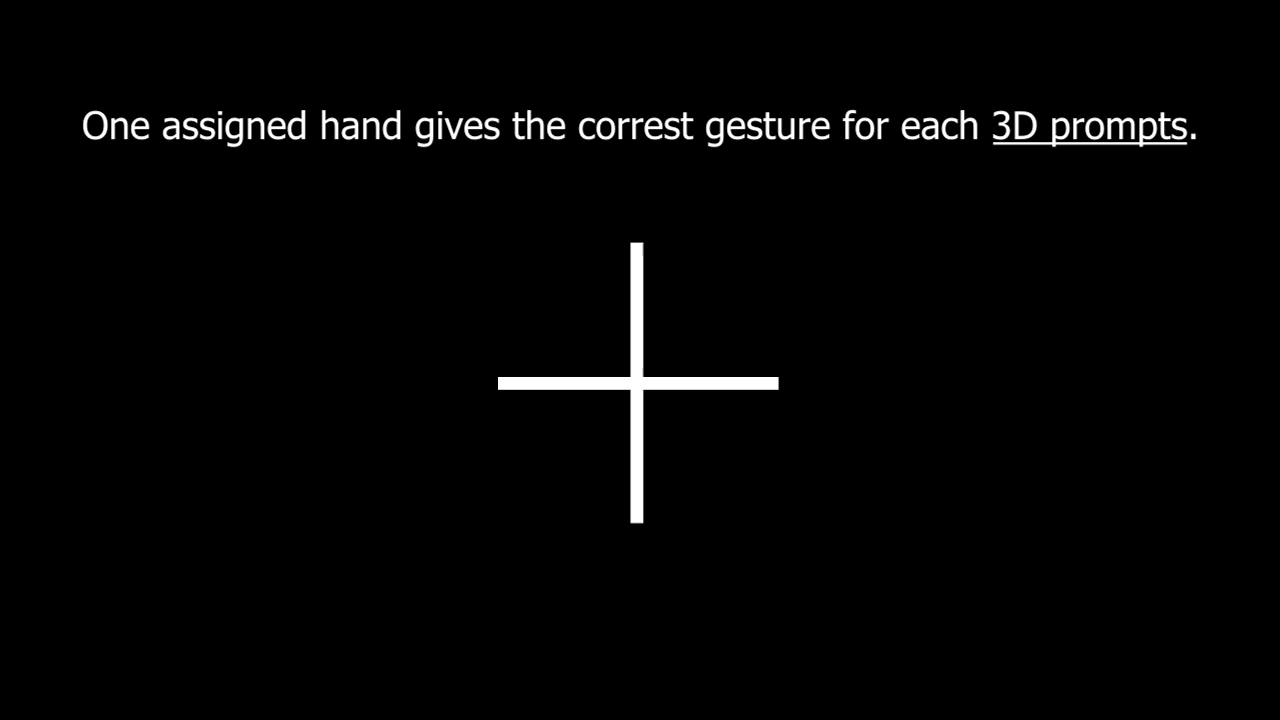 One assigned hand gives the correst gesture for each 3D prompts.